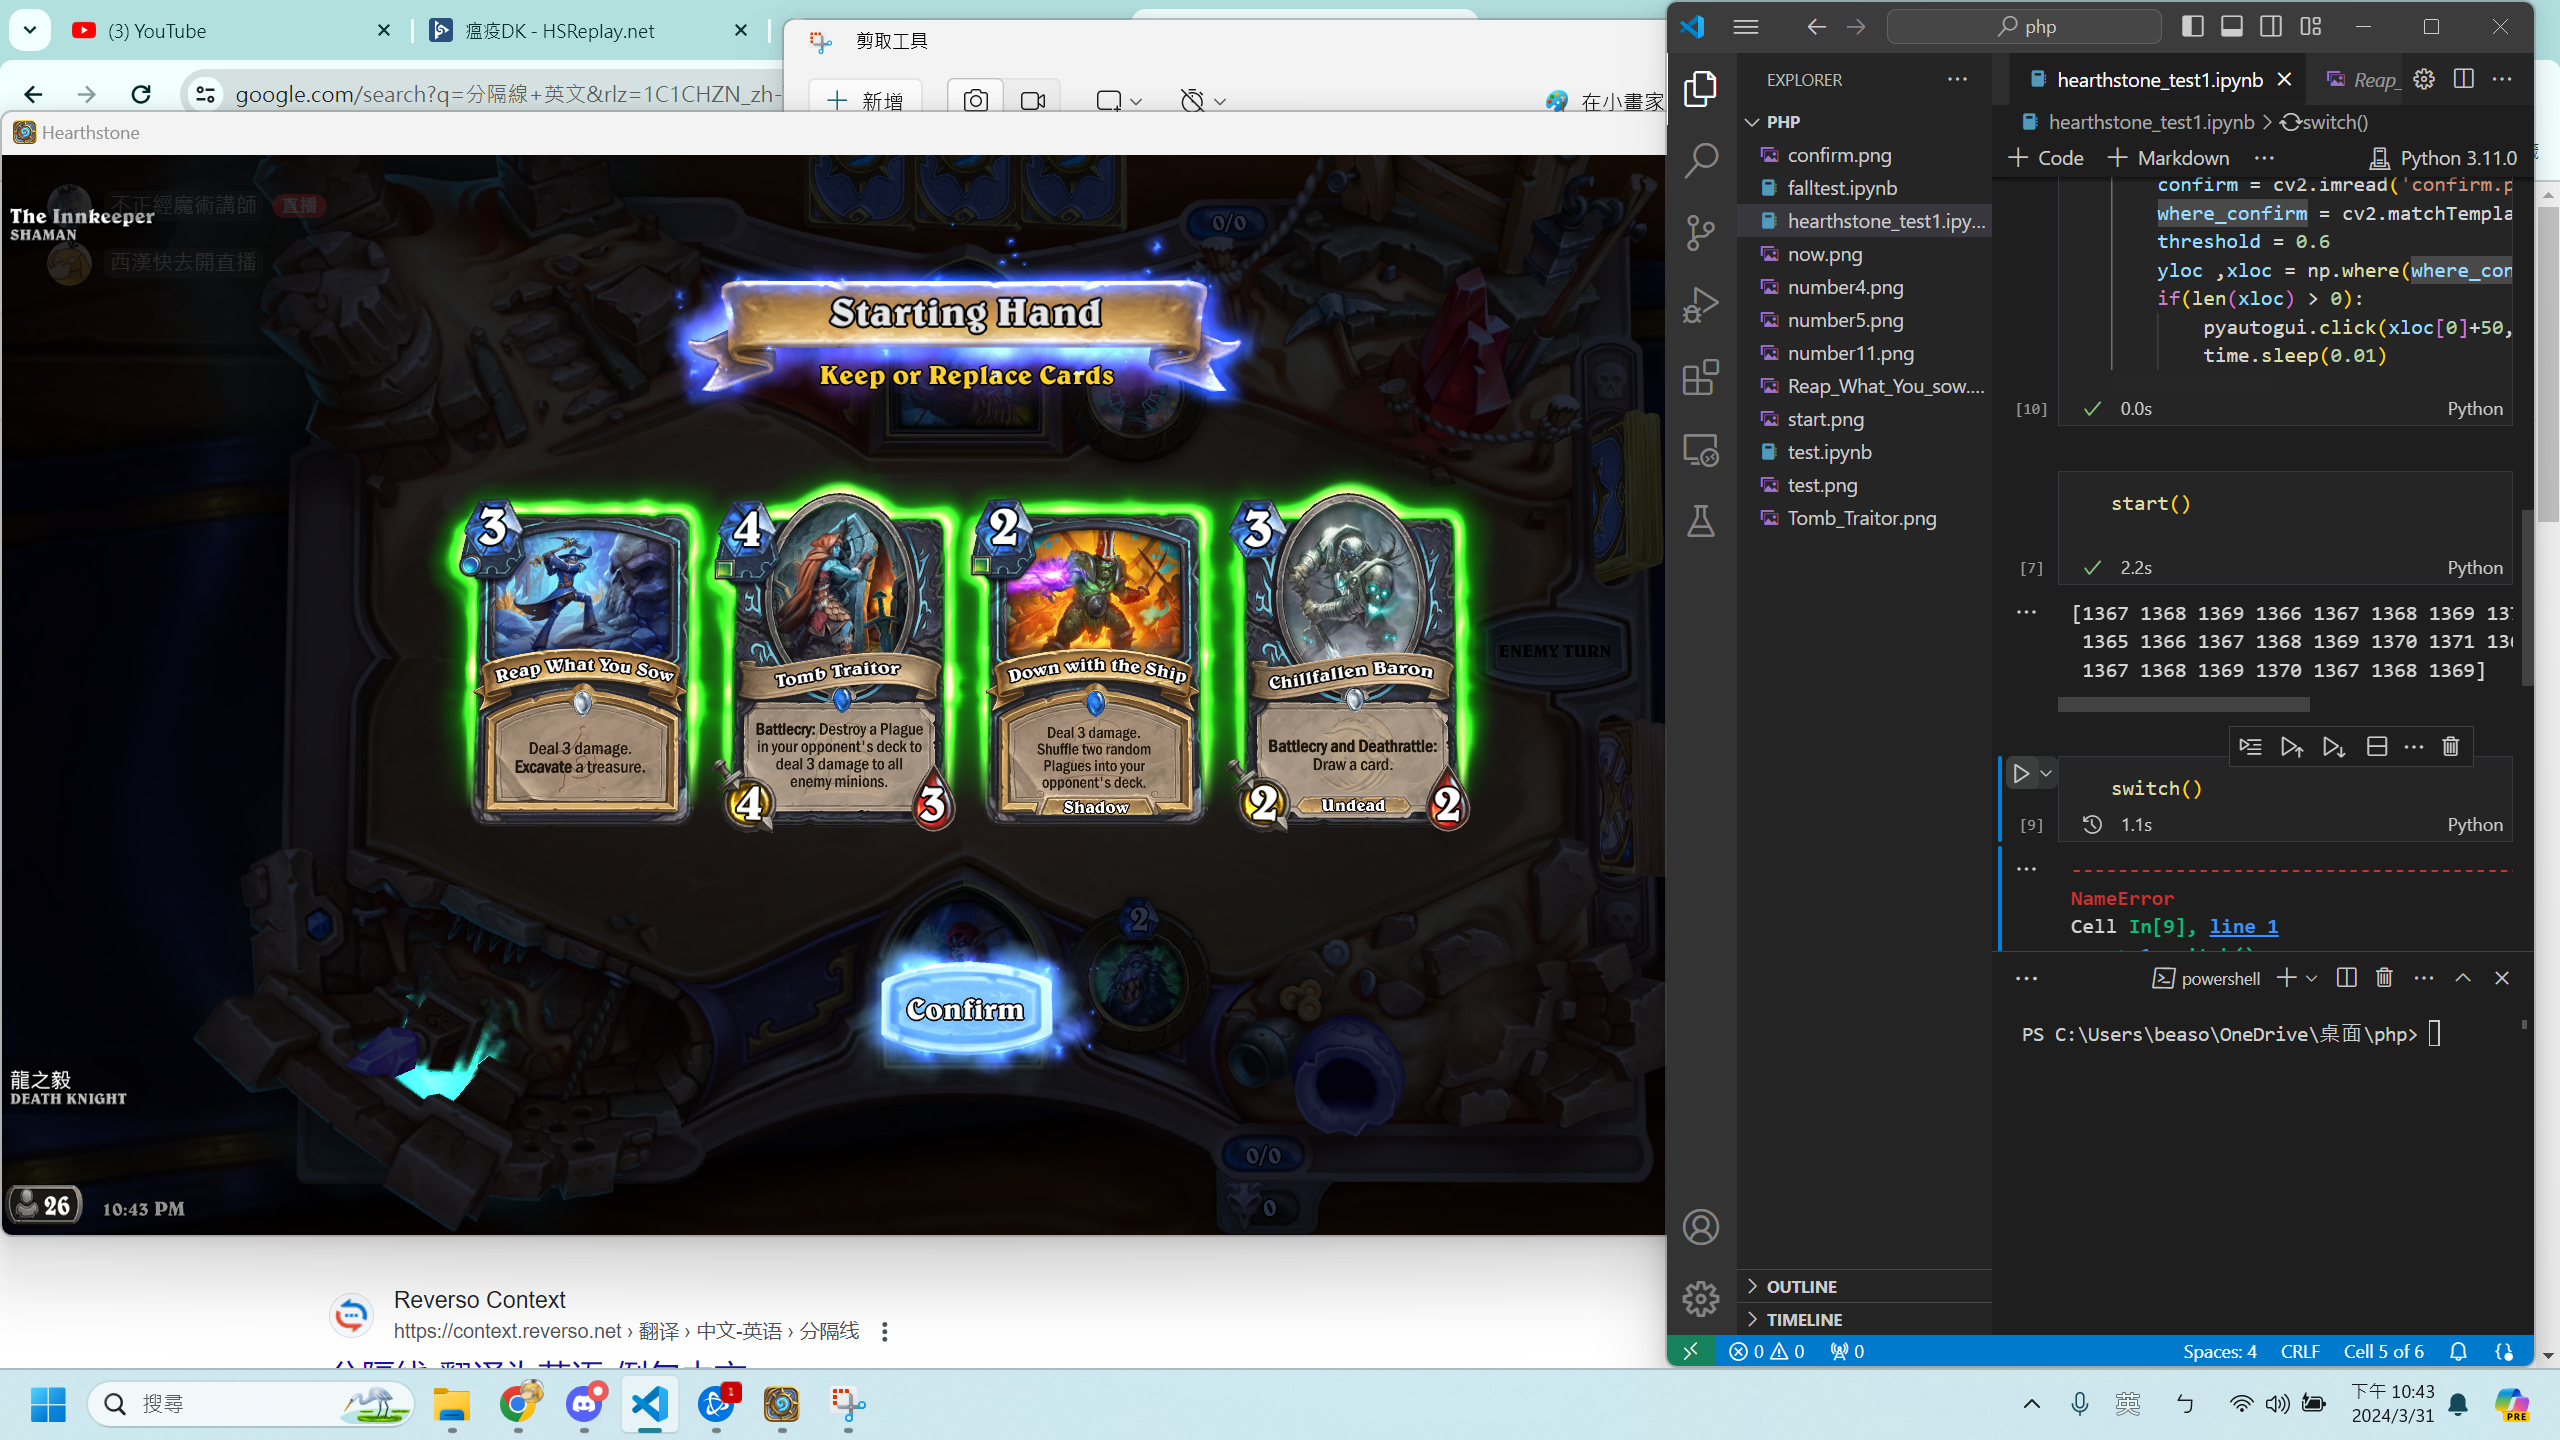 (3) YouTube
瘟疫DK - HSReplay.net
google.com/search?q=分隔線+英文&rlz=1C1CHZN_zh-
剪取工具
新增
在小畫家
Hearthstone
The Innkeeper
SHAMAN
不正經魔術講師
直播
西漢快去開直播
0/0
Starting Hand
Keep or Replace Cards
3
Reap What You Sow
Deal 3 damage.
Excavate a treasure.
4
Tomb Traitor
Battlecry: Destroy a Plague
in your opponent's deck to
deal 3 damage to all
enemy minions.
4
3
2
Down with the Ship
Deal 3 damage.
Shuffle two random
Plagues into your
opponent's deck.
Shadow
3
Chillfallen Baron
Battlecry and Deathrattle:
Draw a card.
2
Undead
2
ENEMY TURN
2
Confirm
龍之毅
DEATH KNIGHT
0/0
0
26
10:43 PM
Reverso Context
https://context.reverso.net › 翻译 › 中文-英语 › 分隔线
php
EXPLORER
PHP
confirm.png
falltest.ipynb
hearthstone_test1.ipy...
now.png
number4.png
number5.png
number11.png
Reap_What_You_sow....
start.png
test.ipynb
test.png
Tomb_Traitor.png
OUTLINE
TIMELINE
hearthstone_test1.ipynb
Reap_
hearthstone_test1.ipynb > switch()
Code
Markdown
Python 3.11.0
confirm = cv2.imread('confirm.p
where_confirm = cv2.matchTempla
threshold = 0.6
yloc ,xloc = np.where(where_con
if(len(xloc) > 0):
pyautogui.click(xloc[0]+50,
time.sleep(0.01)
[10]
0.0s
Python
start()
[7]
2.2s
Python
[1367 1368 1369 1366 1367 1368 1369 137
1365 1366 1367 1368 1369 1370 1371 136
1367 1368 1369 1370 1367 1368 1369]
switch()
[9]
1.1s
Python
---------------------------------------
NameError
Cell In[9], line 1
powershell
PS C:\Users\beaso\OneDrive\桌面\php>
0
0
0
Spaces: 4
CRLF
Cell 5 of 6
搜尋
1
英
ㄅ
下午 10:43
2024/3/31
PRE